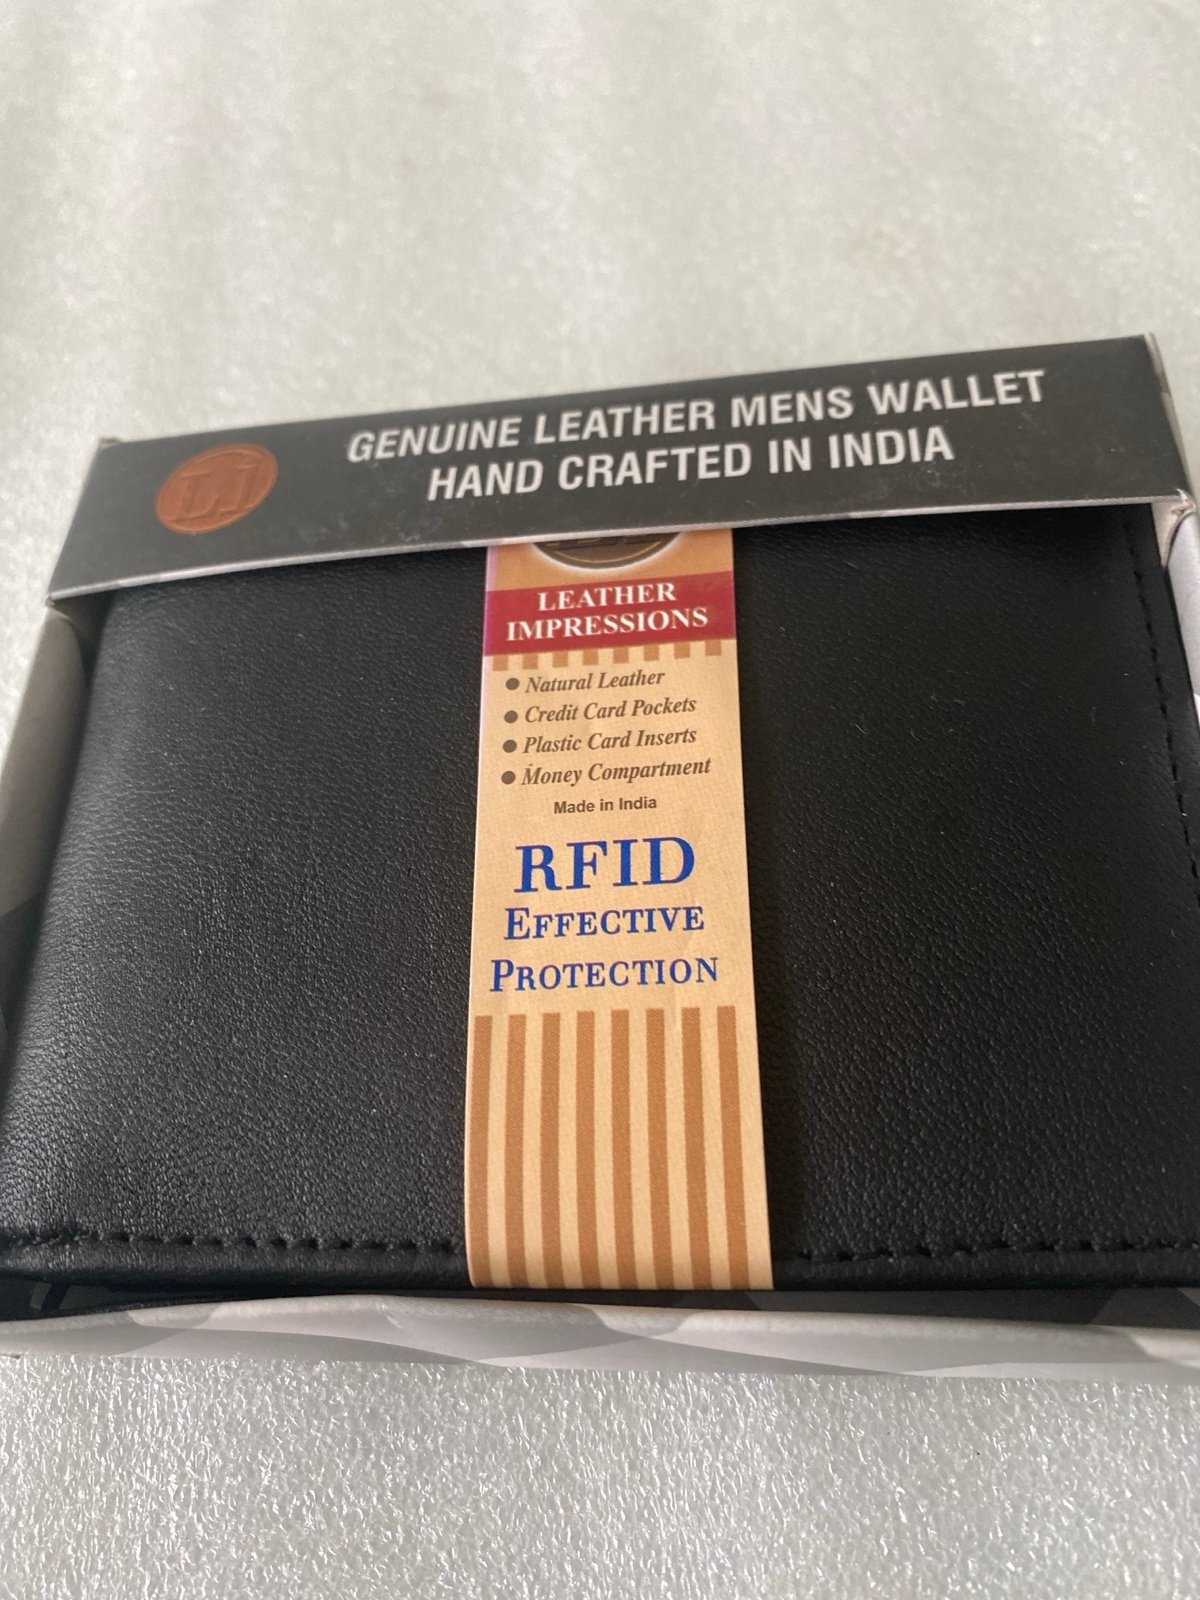 GENUINE LEATHER MENS WALLET
HAND CRAFTED IN INDIA
LI
LEATHER
IMPRESSIONS
● Natural Leather
● Credit Card Pockets
● Plastic Card Inserts
● Money Compartment
Made in India
RFID
EFFECTIVE
PROTECTION